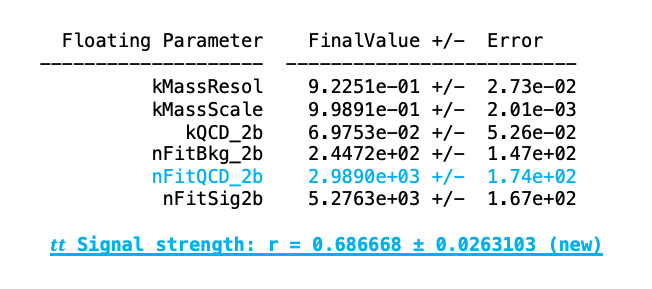 Floating Parameter FinalValue +/- Error
-------------------- --------------------------
kMassResol 9.2251e-01 +/- 2.73e-02
kMassScale 9.9891e-01 +/- 2.01e-03
kQCD_2b 6.9753e-02 +/- 5.26e-02
nFitBkg_2b 2.4472e+02 +/- 1.47e+02
nFitQCD_2b 2.9890e+03 +/- 1.74e+02
nFitSig2b 5.2763e+03 +/- 1.67e+02
tt Signal strength: r = 0.686668 ± 0.0263103 (new)